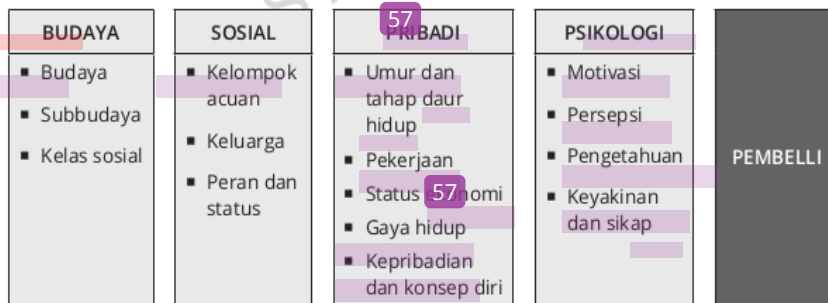 BUDAYA
▪ Budaya
▪ Subbudaya
▪ Kelas sosial
SOSIAL
▪ Kelompok
acuan
▪ Keluarga
▪ Peran dan
status
57
PRIBADI
▪ Umur dan
tahap daur
hidup
▪ Pekerjaan
▪ Status ekonomi
57
▪ Gaya hidup
▪ Kepribadian
dan konsep diri
PSIKOLOGI
▪ Motivasi
▪ Persepsi
▪ Pengetahuan
▪ Keyakinan
dan sikap
PEMBELLI